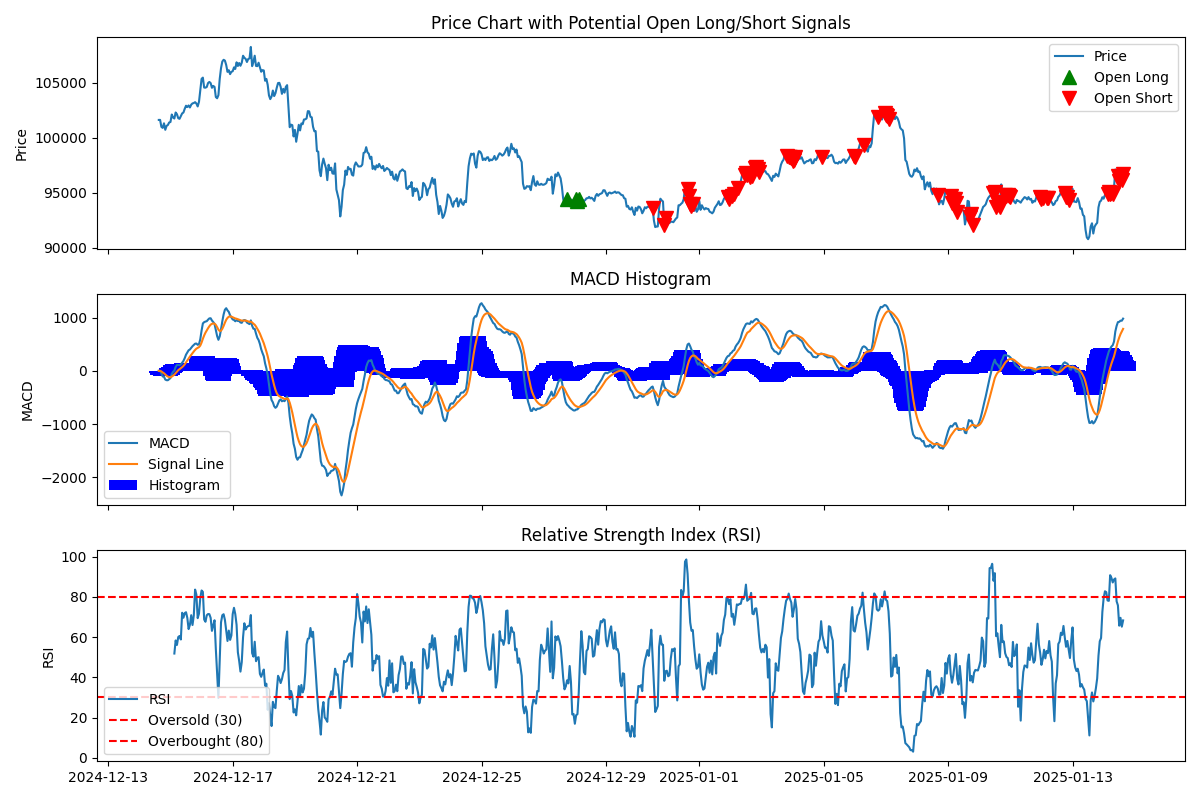 Price Chart with Potential Open Long/Short Signals
Price
105000
100000
95000
90000
Price
Open Long
Open Short
MACD Histogram
MACD
1000
0
−1000
−2000
MACD
Signal Line
Histogram
Relative Strength Index (RSI)
RSI
100
80
60
40
20
0
RSI
Oversold (30)
Overbought (80)
2024-12-13 2024-12-17 2024-12-21 2024-12-25 2024-12-29 2025-01-01 2025-01-05 2025-01-09 2025-01-13